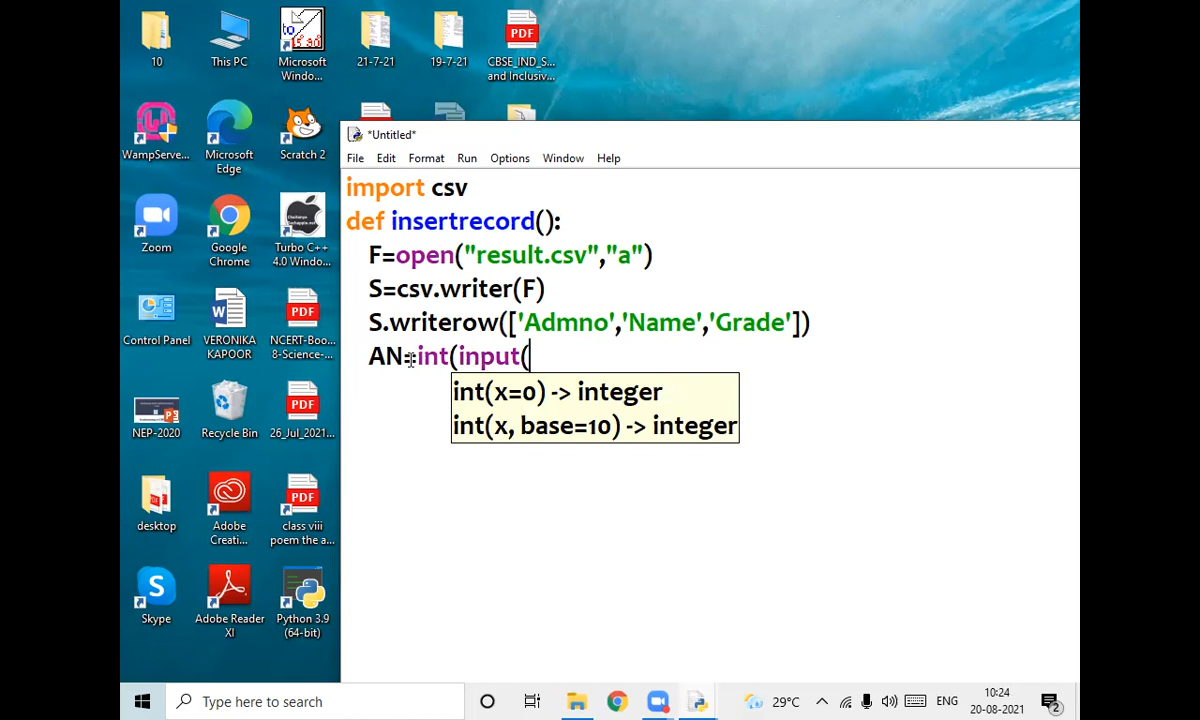 10
This PC
Microsoft
Windo...
21-7-21
19-7-21
PDF
CBSE_IND_S...
and Inclusiv...
WampServe...
Microsoft
Edge
Scratch 2
Zoom
Google
Chrome
Turbo C++
4.0 Windo...
Control Panel
VERONIKA
KAPOOR
PDF
NCERT-Boo...
8-Science-...
NEP-2020
Recycle Bin
PDF
26_Jul_2021...
desktop
Adobe
Creati...
PDF
class viii
poem the a...
Skype
Adobe Reader
XI
Python 3.9
(64-bit)
*Untitled*
File Edit Format Run Options Window Help
import csv
def insertrecord():
F=open("result.csv","a")
S=csv.writer(F)
S.writerow(['Admno','Name','Grade'])
AN=int(input(
int(x=0) -> integer
int(x, base=10) -> integer
Type here to search
29°C
ENG
10:24
20-08-2021
2